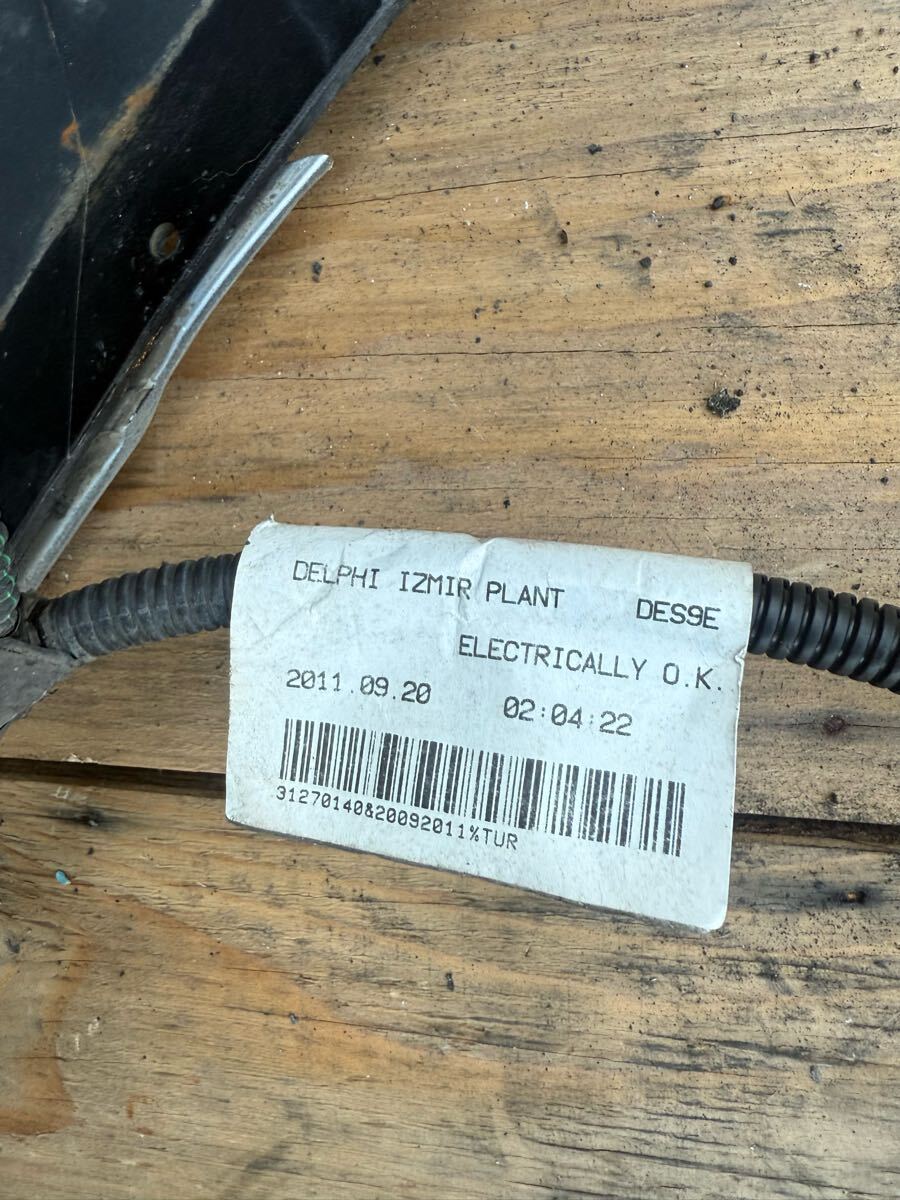 DELPHI IZMIR PLANT DES9E
ELECTRICALLY O.K.
2011.09.20 02:04:22
31270140&20092011%TUR